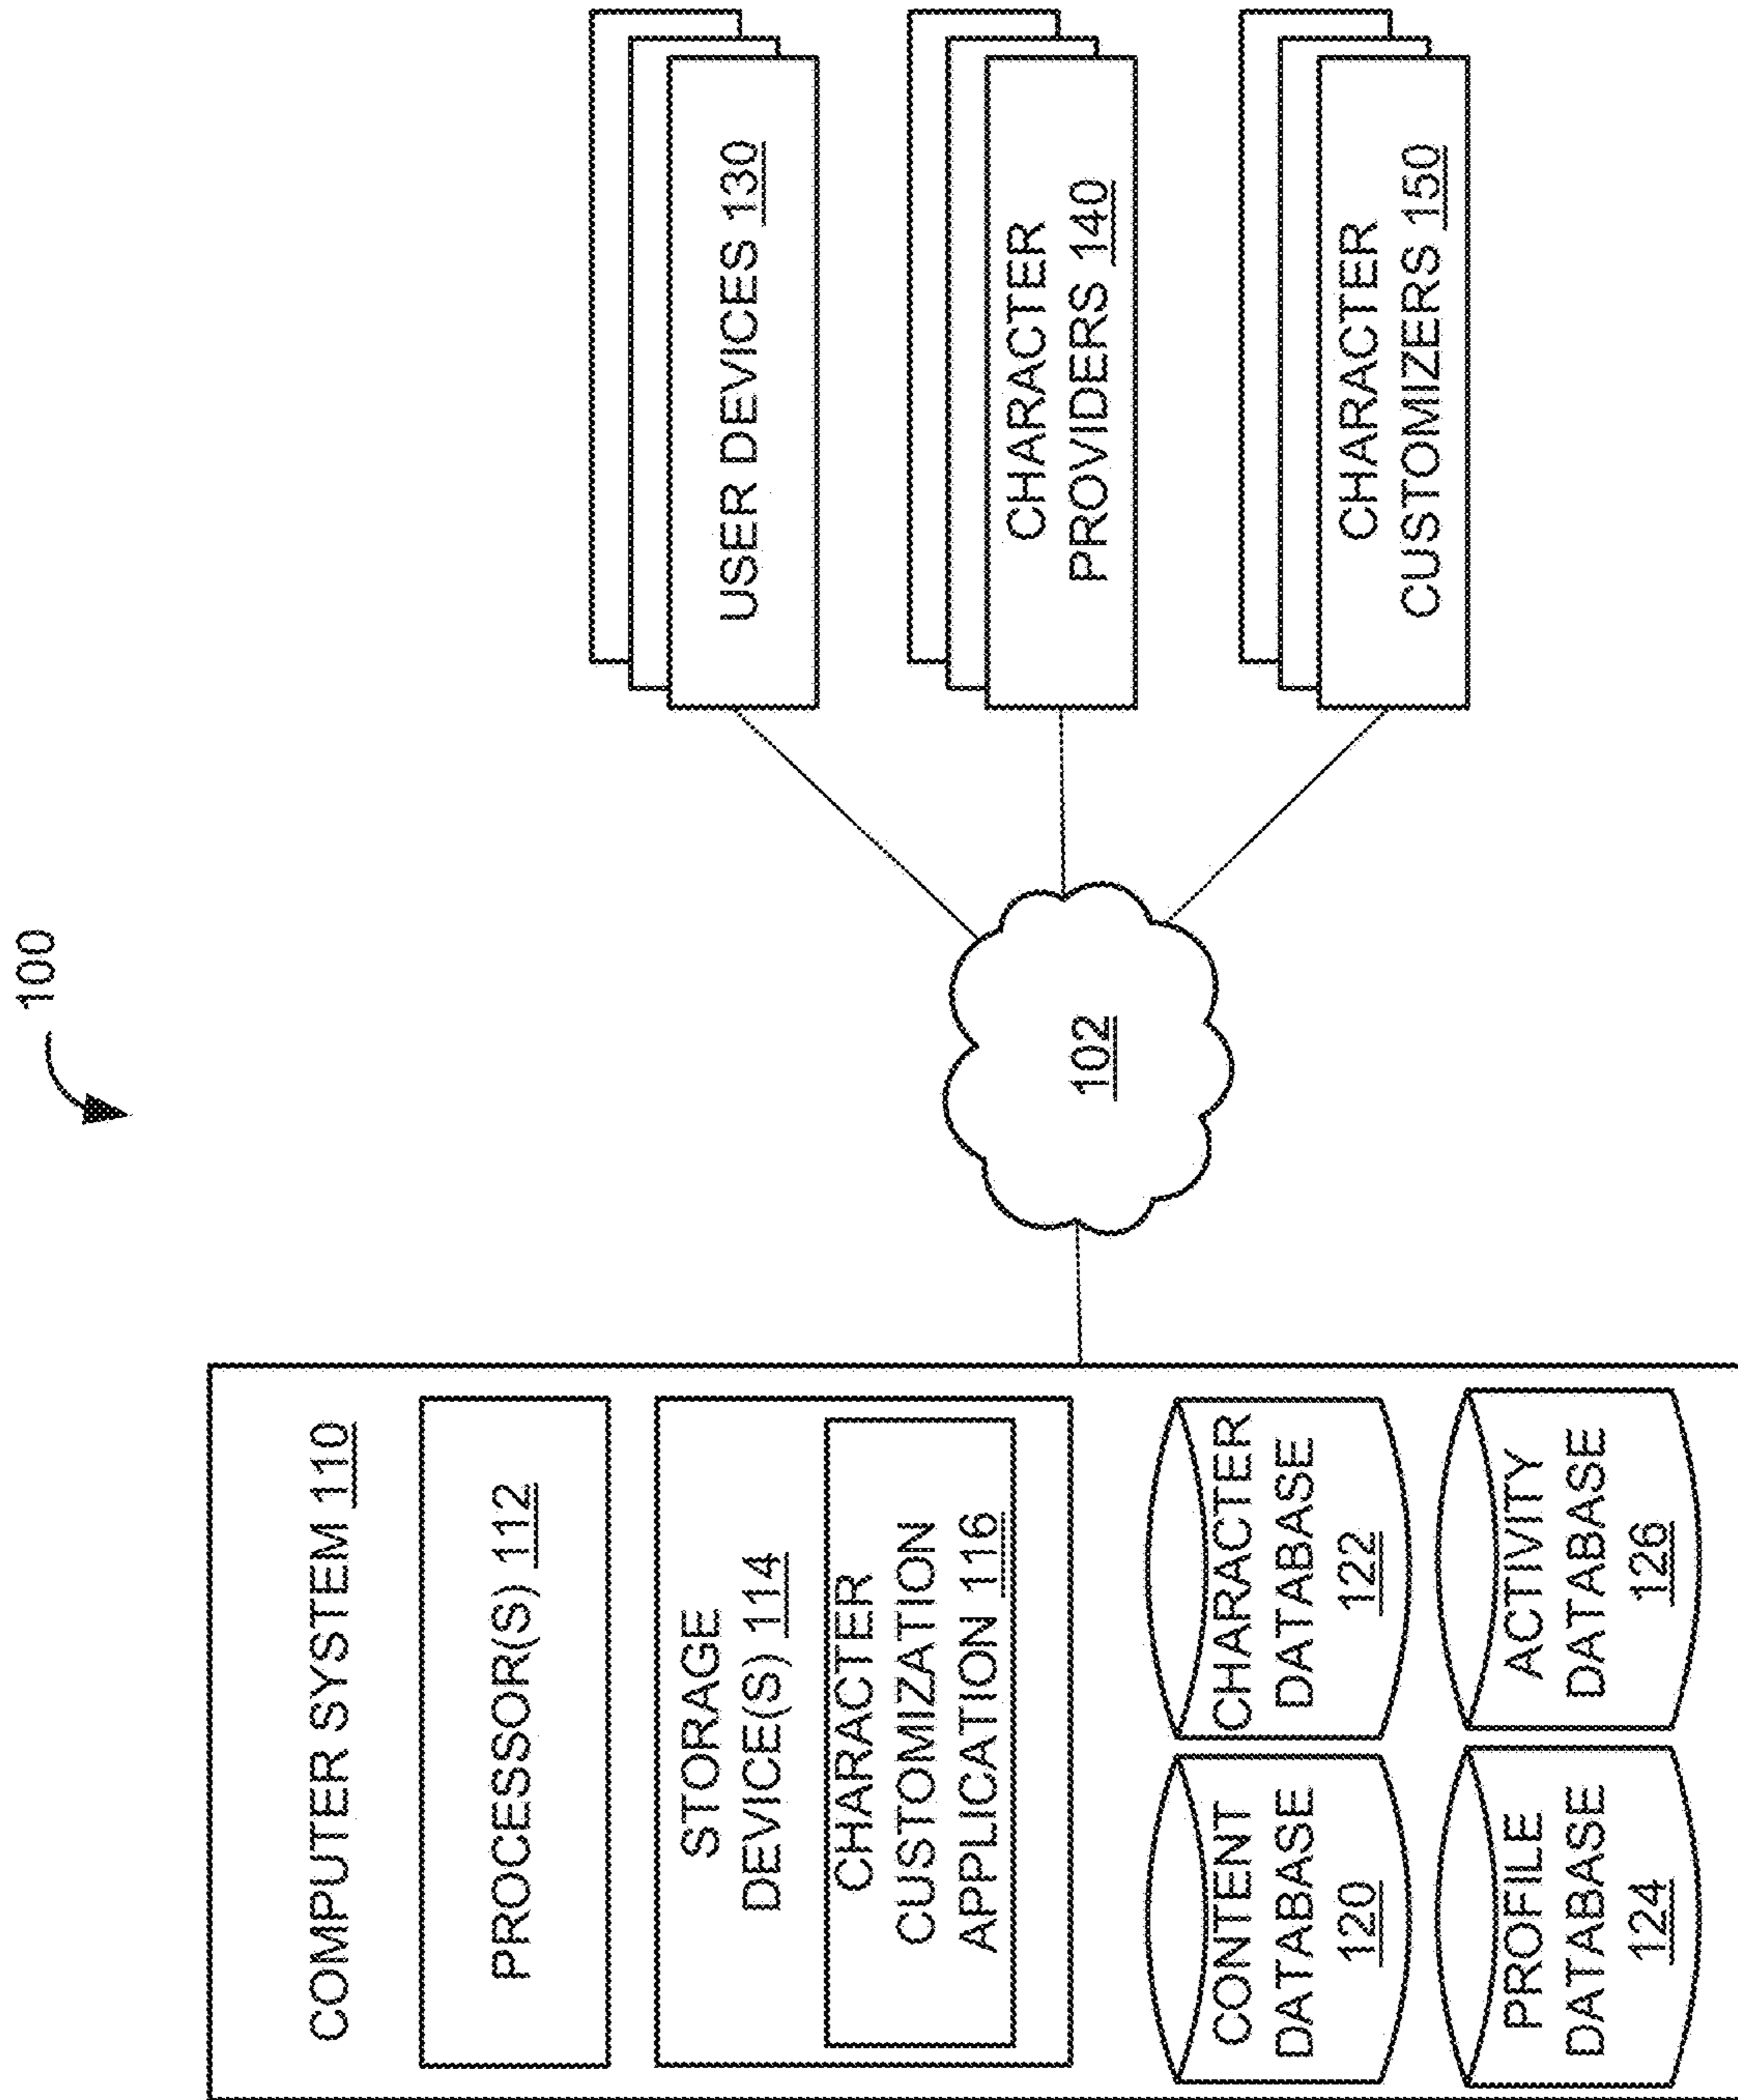 100
COMPUTER SYSTEM 110
PROCESSOR(S) 112
STORAGE
DEVICE(S) 114
CHARACTER
CUSTOMIZATION
APPLICATION 116
CONTENT
DATABASE
120
CHARACTER
DATABASE
122
PROFILE
DATABASE
124
ACTIVITY
DATABASE
126
102
USER DEVICES 130
CHARACTER
PROVIDERS 140
CHARACTER
CUSTOMIZERS 150